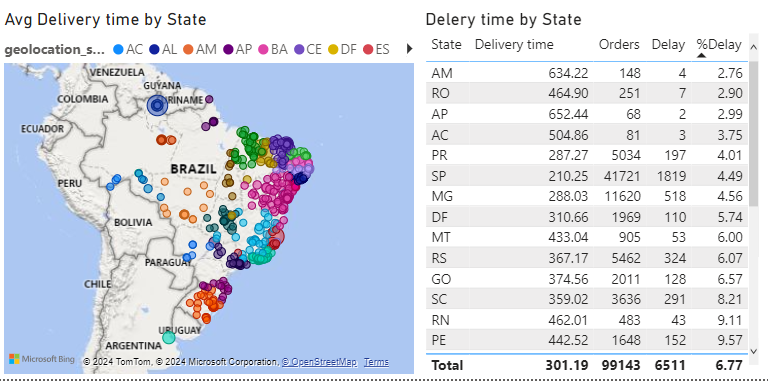 Avg Delivery time by State
geolocation_s... AC AL AM AP BA CE DF ES
VENEZUELA
GUYANA
COLOMBIA
RINAME
ECUADOR
BRAZIL
PERU
BOLIVIA
PARAGUAY
CHILE
URUGUAY
ARGENTINA
Microsoft Bing © 2024 TomTom, © 2024 Microsoft Corporation, © OpenStreetMap Terms
Delery time by State
State Delivery time Orders Delay %Delay
AM 634.22 148 4 2.76
RO 464.90 251 7 2.90
AP 652.44 68 2 2.99
AC 504.86 81 3 3.75
PR 287.27 5034 197 4.01
SP 210.25 41721 1819 4.49
MG 288.03 11620 518 4.56
DF 310.66 1969 110 5.74
MT 433.04 905 53 6.00
RS 367.17 5462 324 6.07
GO 374.56 2011 128 6.57
SC 359.02 3636 291 8.21
RN 462.01 483 43 9.11
PE 442.52 1648 152 9.57
Total 301.19 99143 6511 6.77